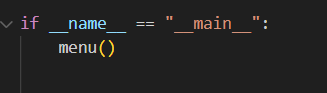 if __name__ == "__main__":
    menu()